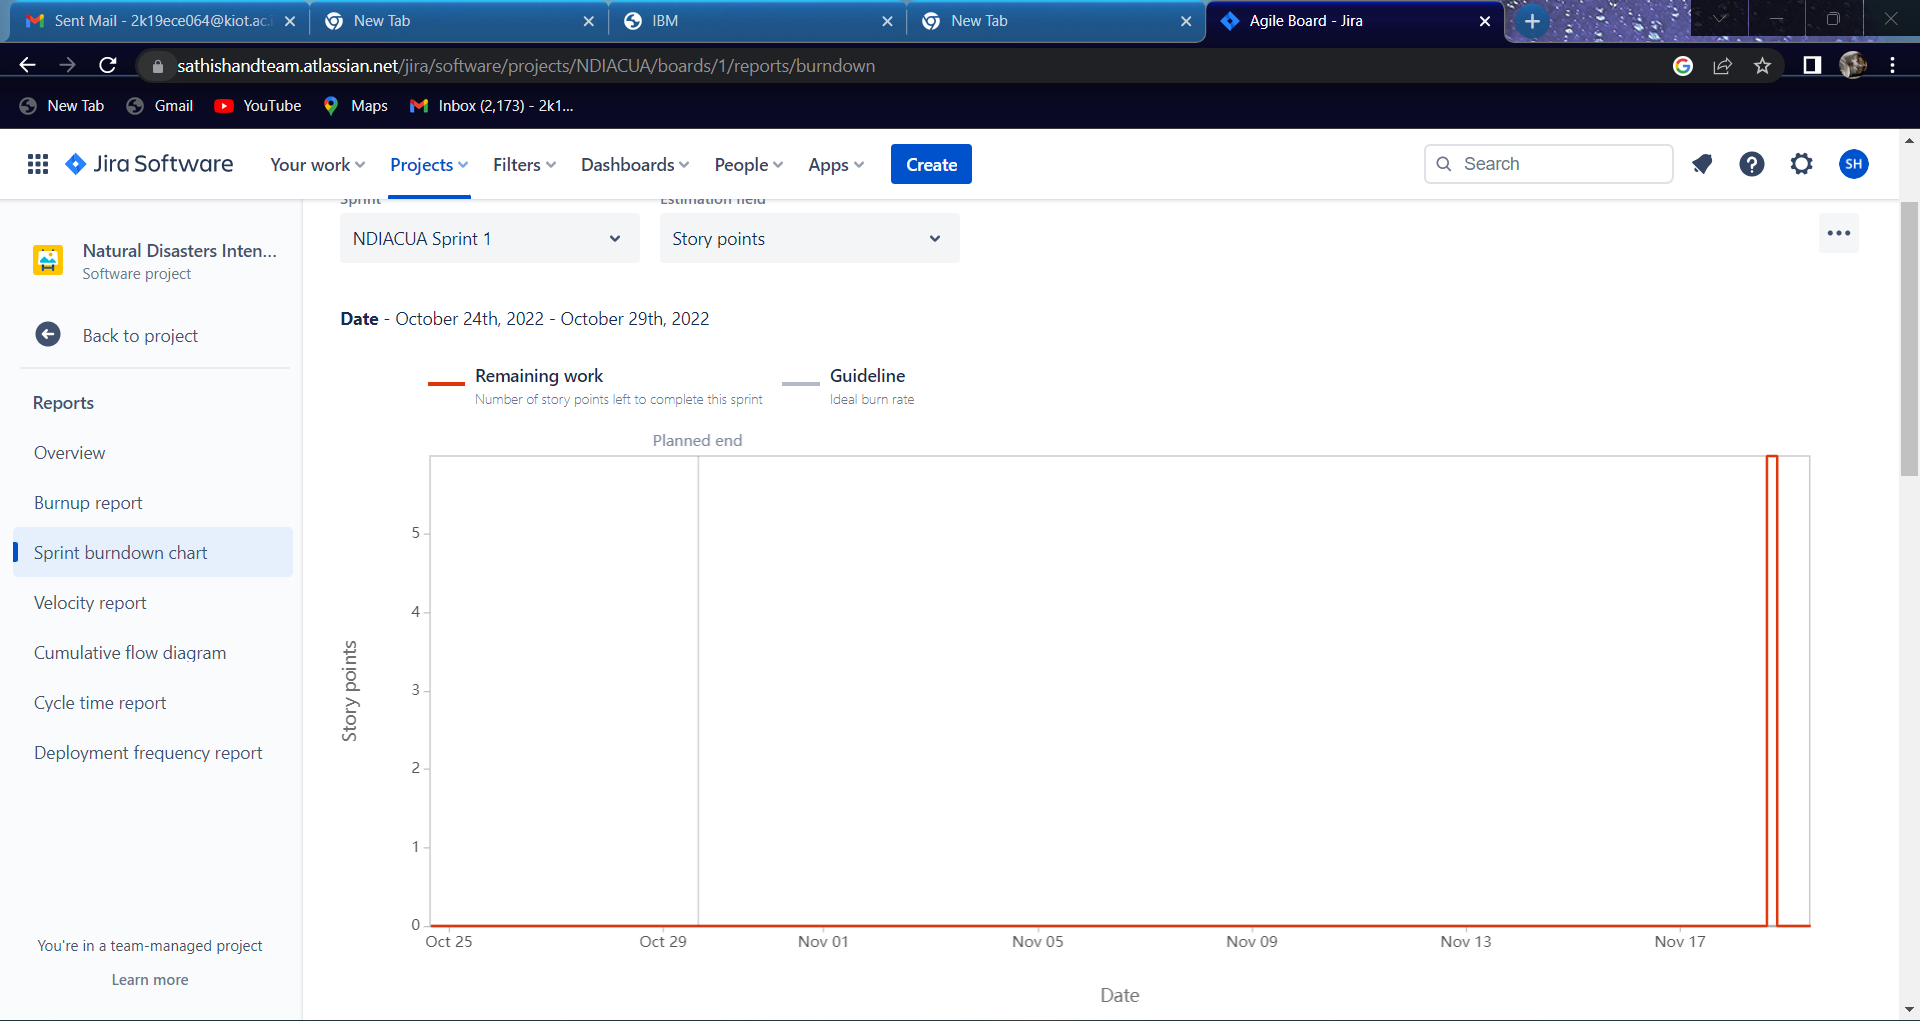 Sent Mail - 2k19ece064@kiot.ac.i
New Tab
IBM
New Tab
Agile Board - Jira
sathishandteam.atlassian.net/jira/software/projects/NDIACUA/boards/1/reports/burndown
New Tab
Gmail
YouTube
Maps
Inbox (2,173) - 2k1...
Jira Software
Your work
Projects
Filters
Dashboards
People
Apps
Create
Search
SH
Natural Disasters Inten...
Software project
Back to project
Reports
Overview
Burnup report
Sprint burndown chart
Velocity report
Cumulative flow diagram
Cycle time report
Deployment frequency report
You're in a team-managed project
Learn more
Sprint
Estimation field
NDIACUA Sprint 1
Story points
Date - October 24th, 2022 - October 29th, 2022
Remaining work
Number of story points left to complete this sprint
Guideline
Ideal burn rate
Planned end
5
4
3
2
1
0
Story points
Oct 25
Oct 29
Nov 01
Nov 05
Nov 09
Nov 13
Nov 17
Date